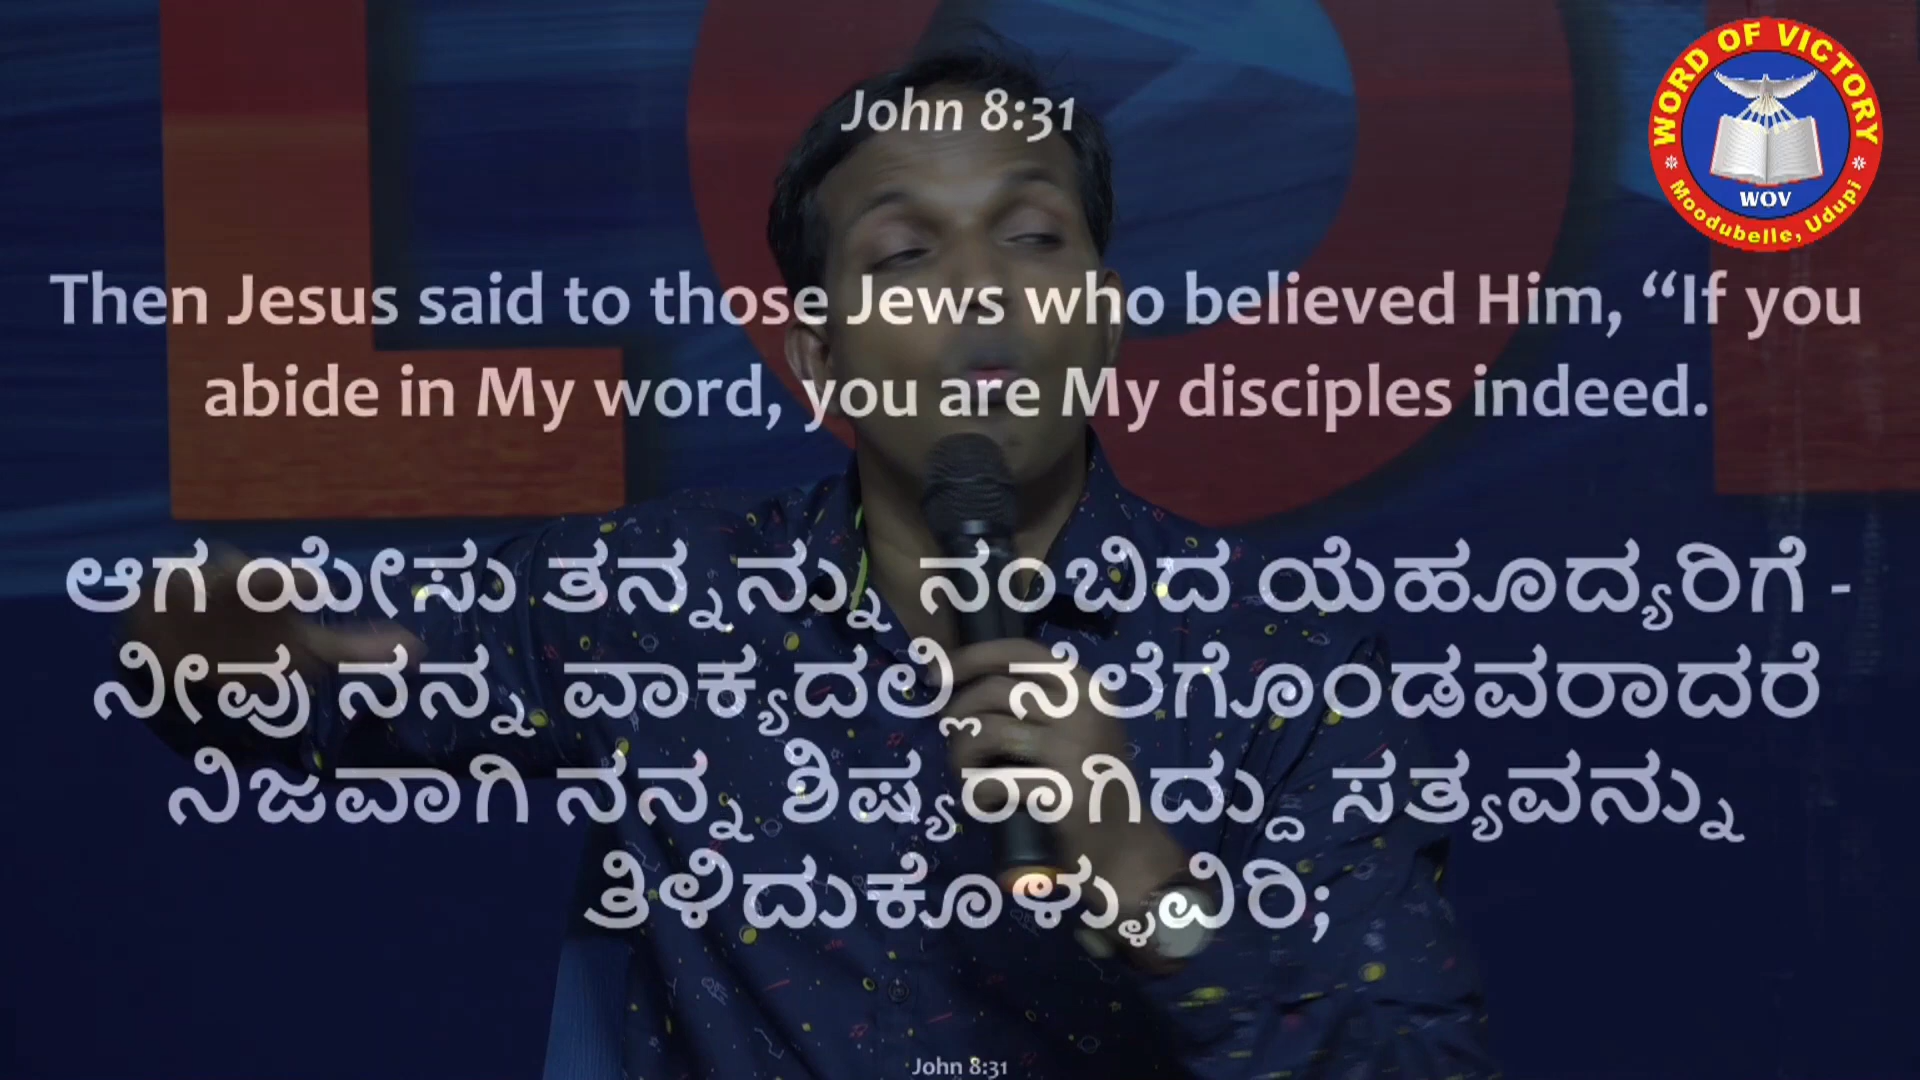 John 8:31
WORD OF VICTORY
WOV
Moodubelle, Udupi
Then Jesus said to those Jews who believed Him, “If you
abide in My word, you are My disciples indeed.
ಆಗ ಯೇಸು ತನ್ನನ್ನು ನಂಬಿದ ಯೆಹೂದ್ಯರಿಗೆ -
ನೀವು ನನ್ನ ವಾಕ್ಯದಲ್ಲಿ ನೆಲೆಗೊಂಡವರಾದರೆ
ನಿಜವಾಗಿ ನನ್ನ ಶಿಷ್ಯರಾಗಿದ್ದು ಸತ್ಯವನ್ನು
ತಿಳಿದುಕೊಳ್ಳುವಿರಿ;
John 8:31